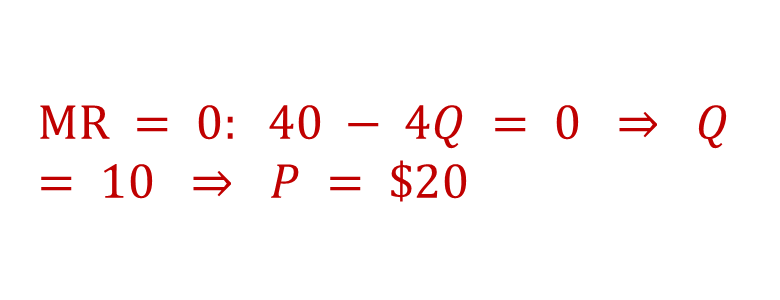 MR = 0: 40 − 4Q = 0 ⇒ Q
= 10 ⇒ P = $20